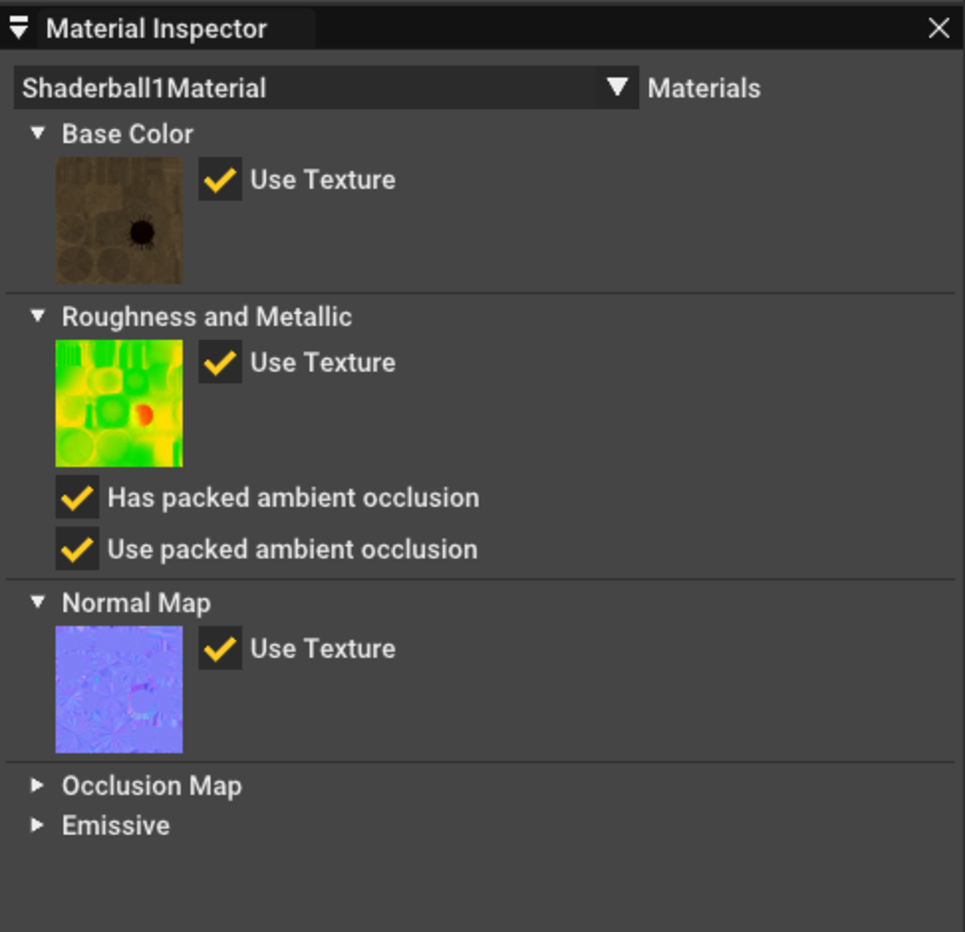 Material Inspector
Shaderball1Material Materials
Base Color
Use Texture
Roughness and Metallic
Use Texture
Has packed ambient occlusion
Use packed ambient occlusion
Normal Map
Use Texture
Occlusion Map
Emissive